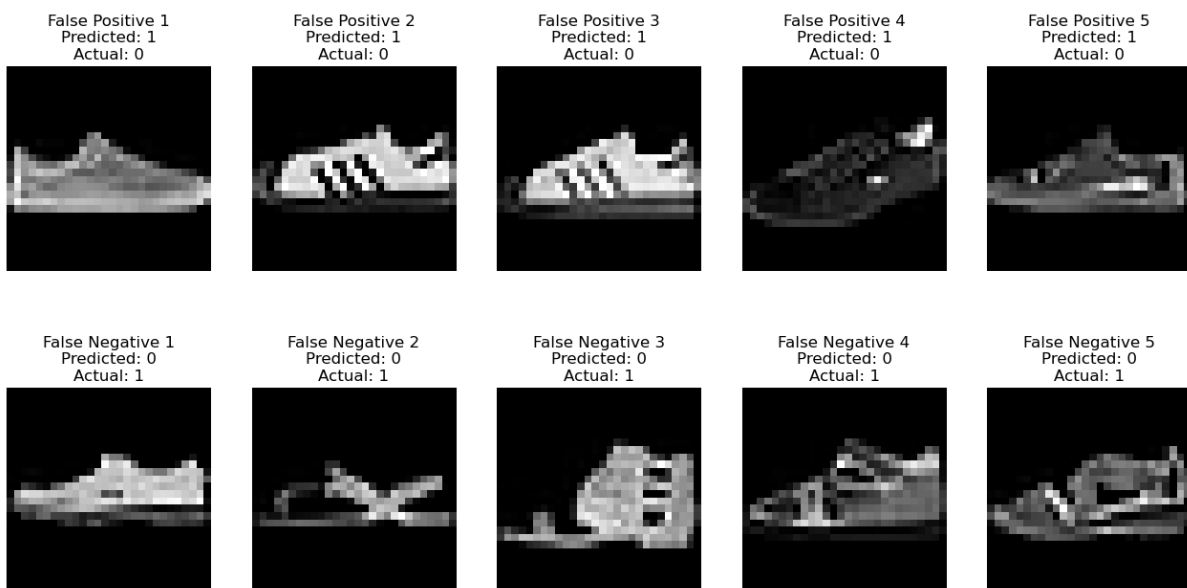 False Positive 1
Predicted: 1
Actual: 0
False Positive 2
Predicted: 1
Actual: 0
False Positive 3
Predicted: 1
Actual: 0
False Positive 4
Predicted: 1
Actual: 0
False Positive 5
Predicted: 1
Actual: 0
False Negative 1
Predicted: 0
Actual: 1
False Negative 2
Predicted: 0
Actual: 1
False Negative 3
Predicted: 0
Actual: 1
False Negative 4
Predicted: 0
Actual: 1
False Negative 5
Predicted: 0
Actual: 1